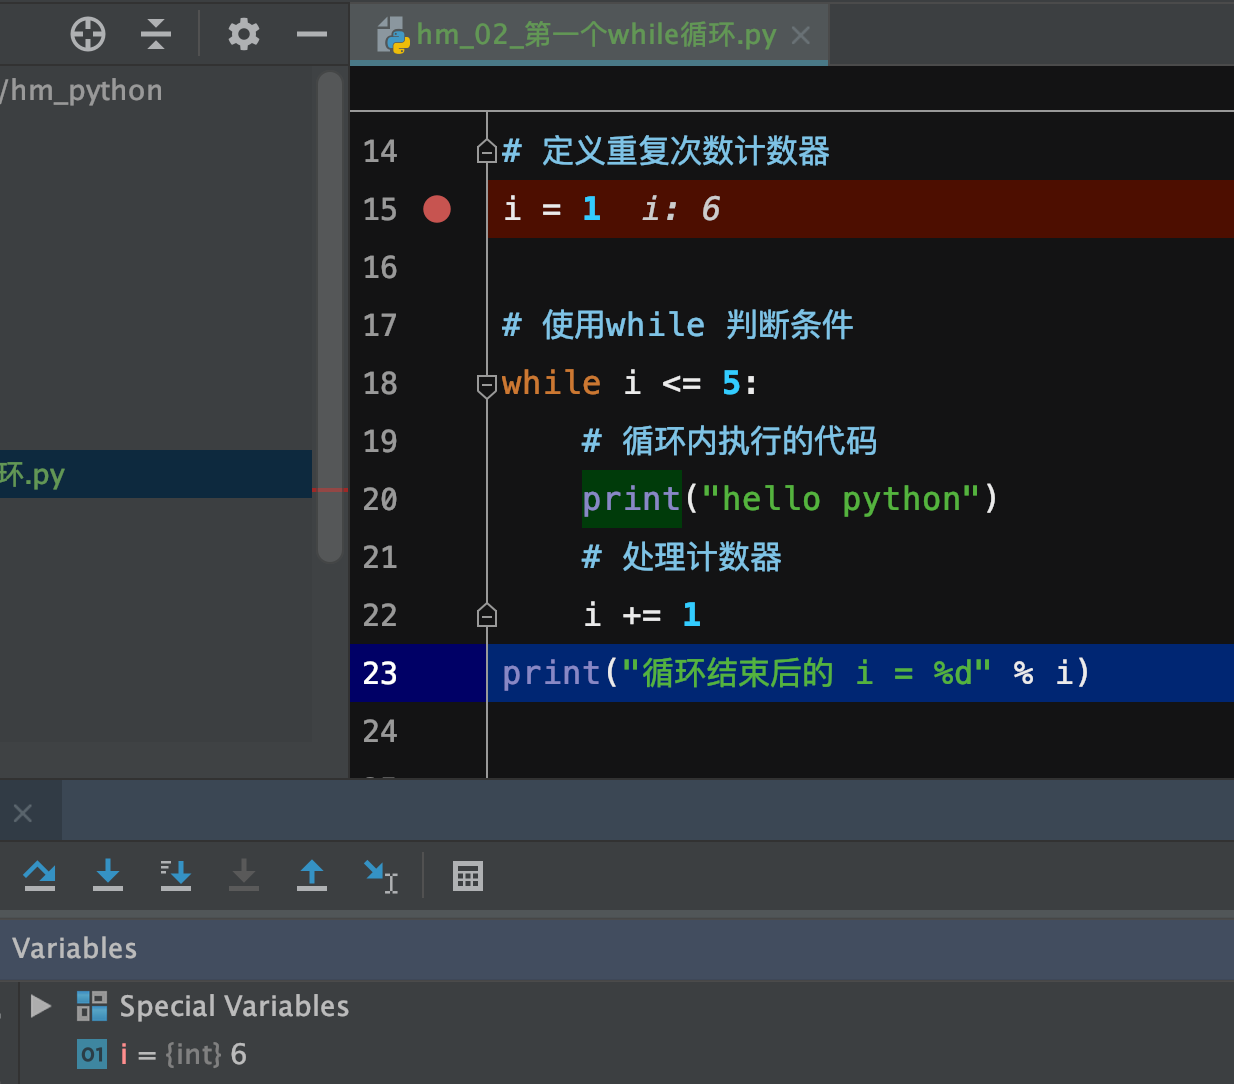 hm_02_第一个while循环.py
/hm_python
14 # 定义重复次数计数器
15 i = 1 i: 6
16
17 # 使用while 判断条件
18 while i <= 5:
19 # 循环内执行的代码
环.py
20 print("hello python")
21 # 处理计数器
22 i += 1
23 print("循环结束后的 i = %d" % i)
24
Variables
Special Variables
01 i = {int} 6